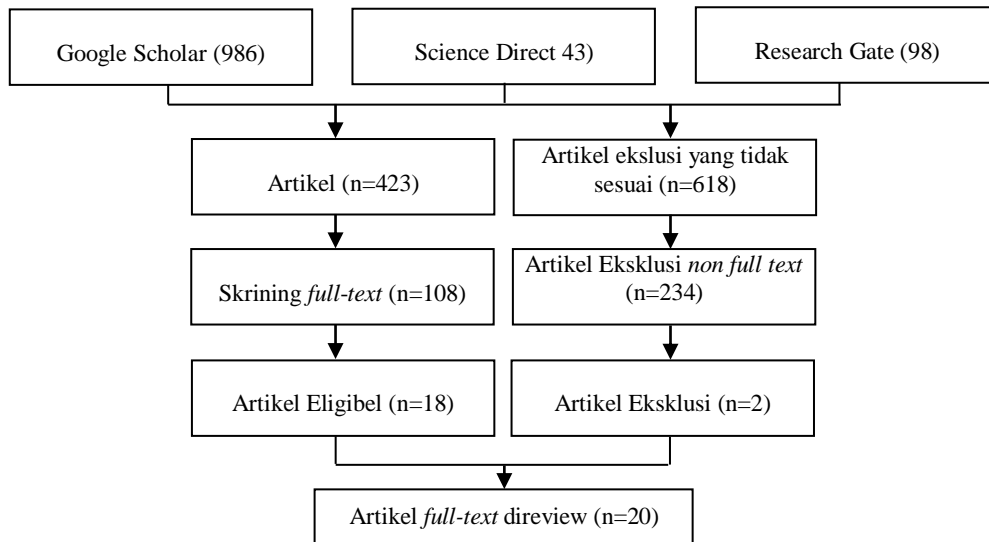 Google Scholar (986)
Science Direct 43)
Research Gate (98)
Artikel (n=423)
Artikel ekslusi yang tidak
sesuai (n=618)
Skrining full-text (n=108)
Artikel Eksklusi non full text
(n=234)
Artikel Eligibel (n=18)
Artikel Eksklusi (n=2)
Artikel full-text direview (n=20)